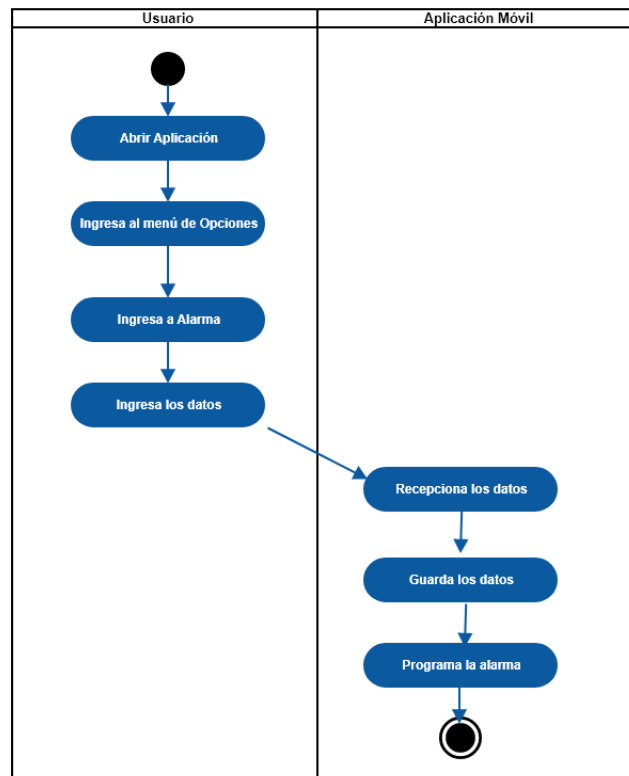 Usuario
Aplicación Móvil
Abrir Aplicación
Ingresa al menú de Opciones
Ingresa a Alarma
Ingresa los datos
Recepciona los datos
Guarda los datos
Programa la alarma